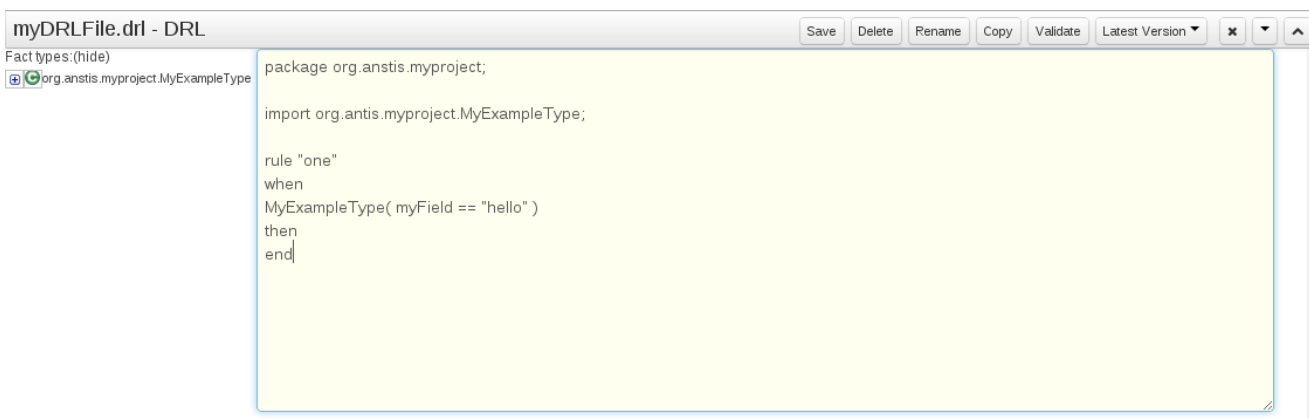 myDRLFile.drl - DRL
Save Delete Rename Copy Validate Latest Version
Fact types:(hide)
org.anstis.myproject.MyExampleType
package org.anstis.myproject;
import org.antis.myproject.MyExampleType;
rule "one"
when
MyExampleType( myField == "hello" )
then
end